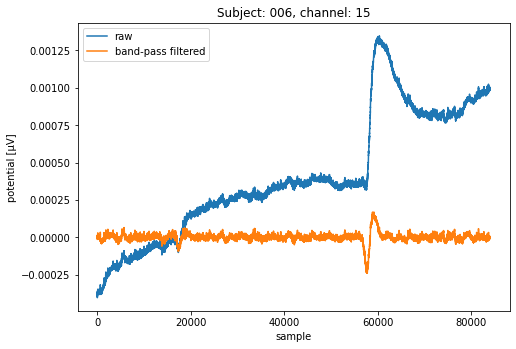 Subject: 006, channel: 15
raw
band-pass filtered
potential [µV]
0.00125
0.00100
0.00075
0.00050
0.00025
0.00000
−0.00025
0
20000
40000
60000
80000
sample